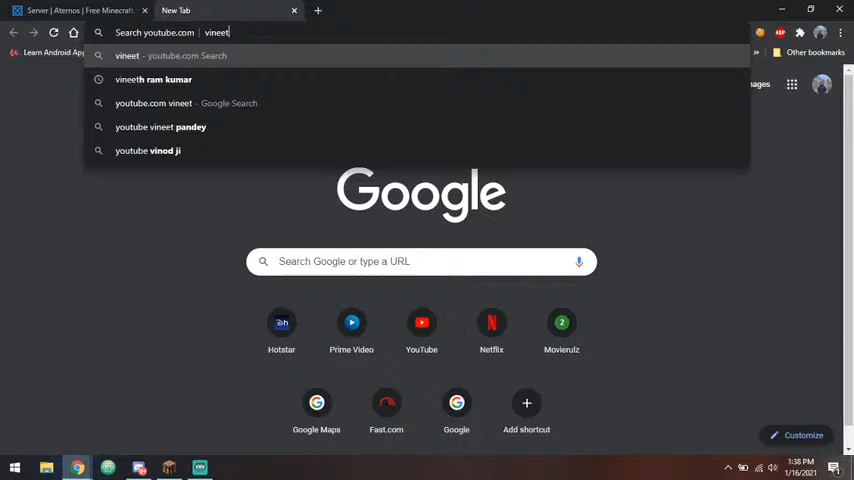 Server | Aternos | Free Minecraft
New Tab
Search youtube.com | vineet
Learn Android App
Other bookmarks
vineet - youtube.com Search
vineeth ram kumar
youtube.com vineet - Google Search
youtube vineet pandey
youtube vinod ji
ages
Google
Search Google or type a URL
Hotstar
Prime Video
YouTube
Netflix
2
Movierulz
Google Maps
Fast.com
Google
Add shortcut
Customize
1:38 PM
1/16/2021